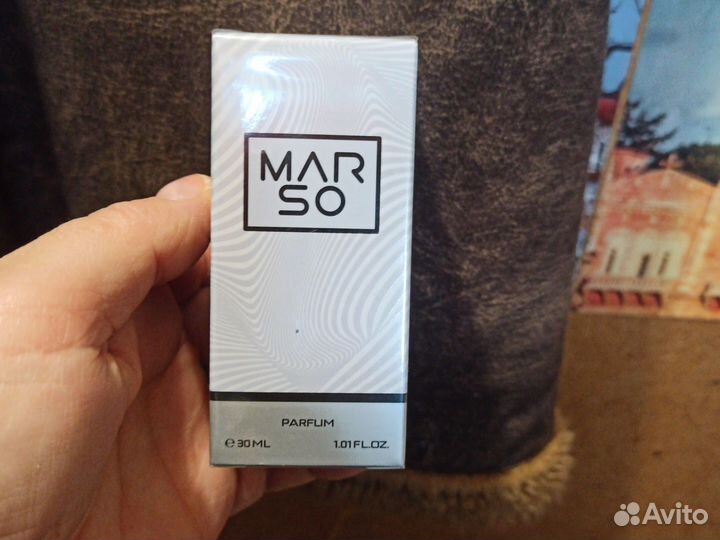 MAR
SO
PARFUM
℮ 30 ML 1.01 FL.OZ.
Avito